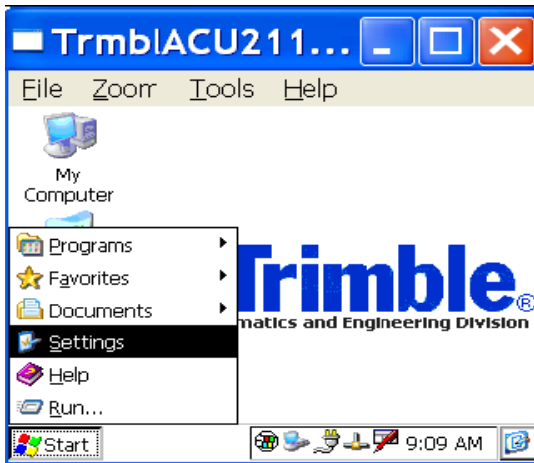 TrmblACU211...
File Zoom Tools Help
My
Computer
Programs
Favorites
Documents
Settings
Help
Run...
Trimble®
matics and Engineering Division
Start
9:09 AM